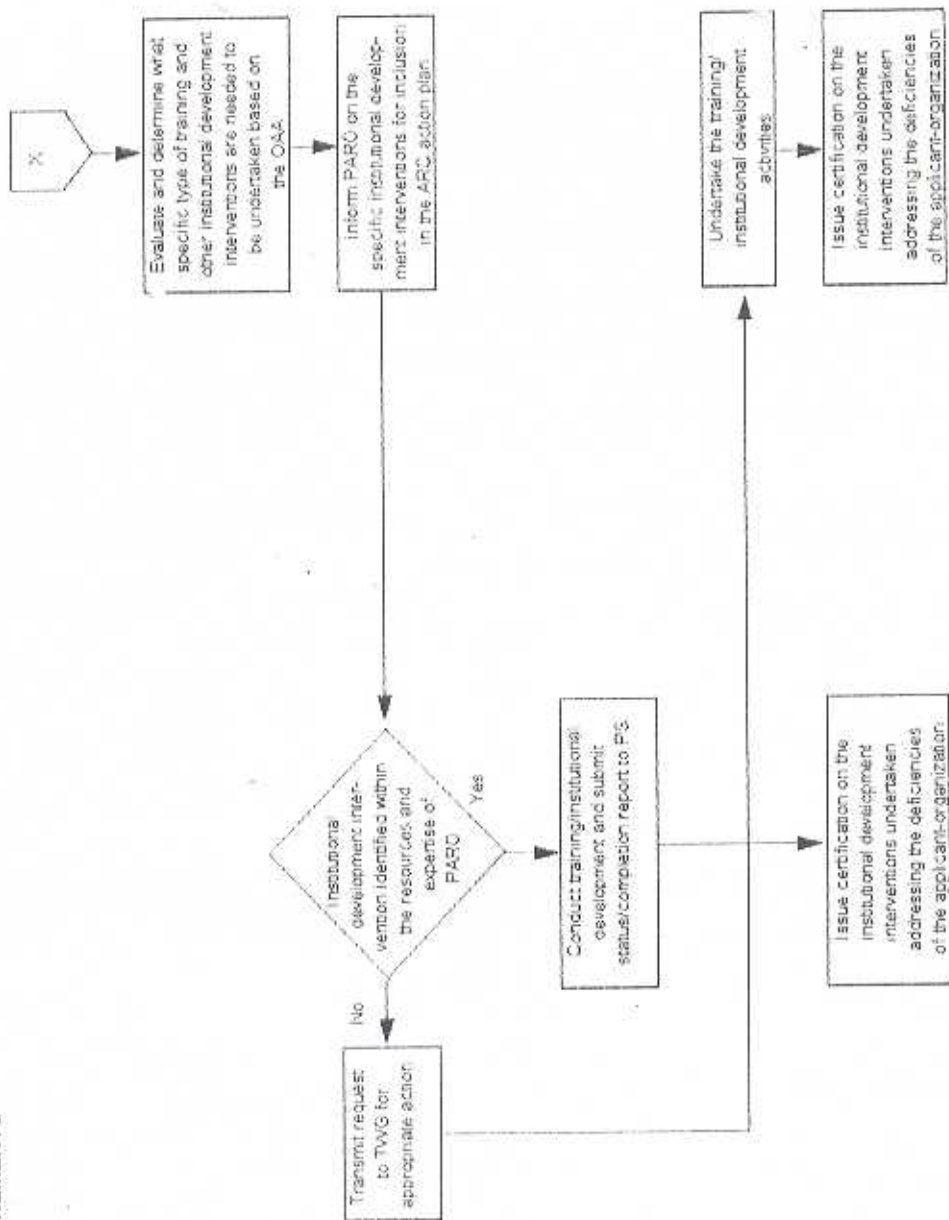 X
Evaluate and determine what
specific type of training and
other institutional development
interventions are needed to
be undertaken based on
the OAA
Inform PARO on the
specific institutional develop-
ment interventions for inclusion
in the ARC action plan
Institutional
development inter-
vention identified within
the resources and
expertise of
PARO
No
Yes
Transmit request
to TWG for
appropriate action
Conduct training/institutional
development and submit
status/completion report to PG
Issue certification on the
institutional development
interventions undertaken
addressing the deficiencies
of the applicant-organization
Undertake the training/
institutional development
activities
Issue certification on the
institutional development
interventions undertaken
addressing the deficiencies
of the applicant-organization